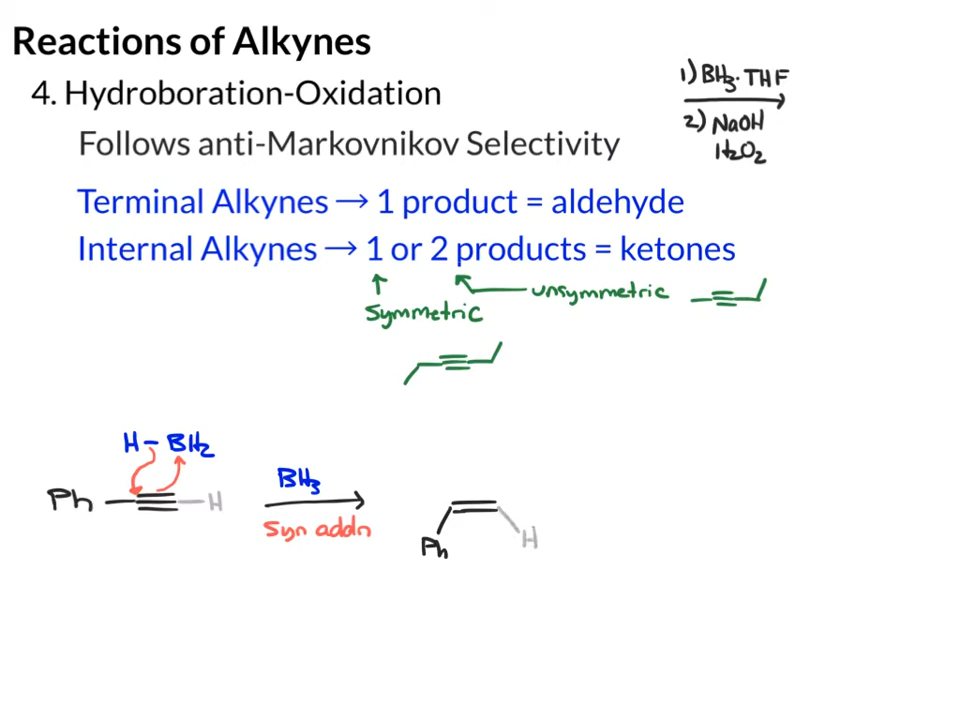 Reactions of Alkynes
4. Hydroboration-Oxidation
1) BH3·THF
2) NaOH
H2O2
Follows anti-Markovnikov Selectivity
Terminal Alkynes → 1 product = aldehyde
Internal Alkynes → 1 or 2 products = ketones
unsymmetric
Symmetric
H-BH2
Ph H
BH3
Syn addn
Ph H